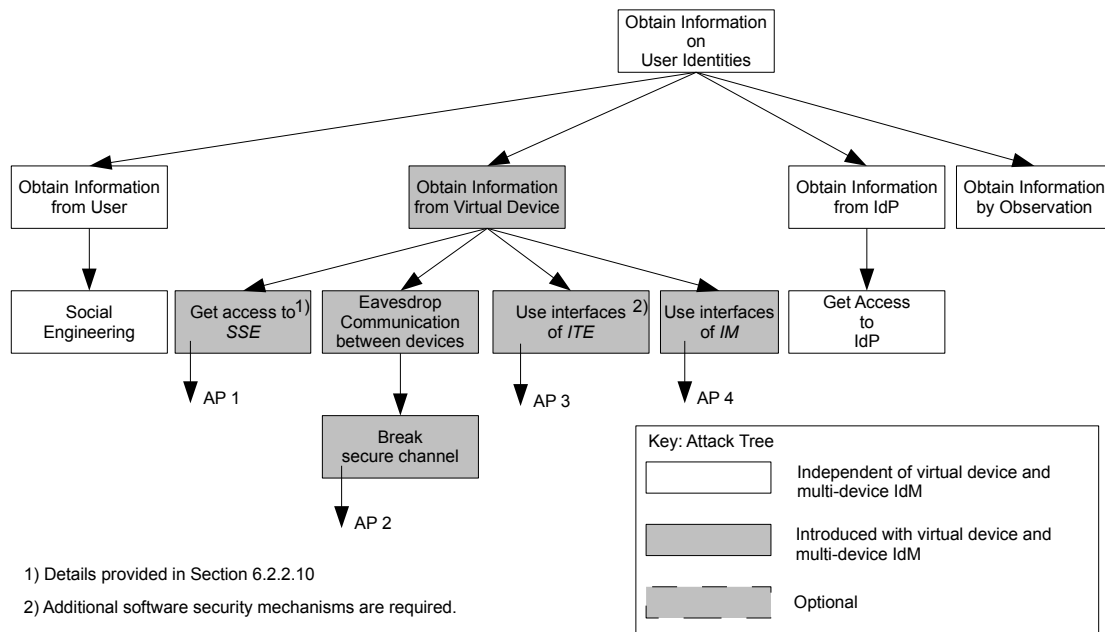 Obtain Information
on
User Identities
Obtain Information
from User
Obtain Information
from Virtual Device
Obtain Information
from IdP
Obtain Information
by Observation
Social
Engineering
Get access to 1)
SSE
Eavesdrop
Communication
between devices
Use interfaces 2)
of ITE
Use interfaces
of IM
Get Access
to
IdP
AP 1
AP 3
AP 4
Break
secure channel
AP 2
Key: Attack Tree
Independent of virtual device and
multi-device IdM
Introduced with virtual device and
multi-device IdM
Optional
1) Details provided in Section 6.2.2.10
2) Additional software security mechanisms are required.